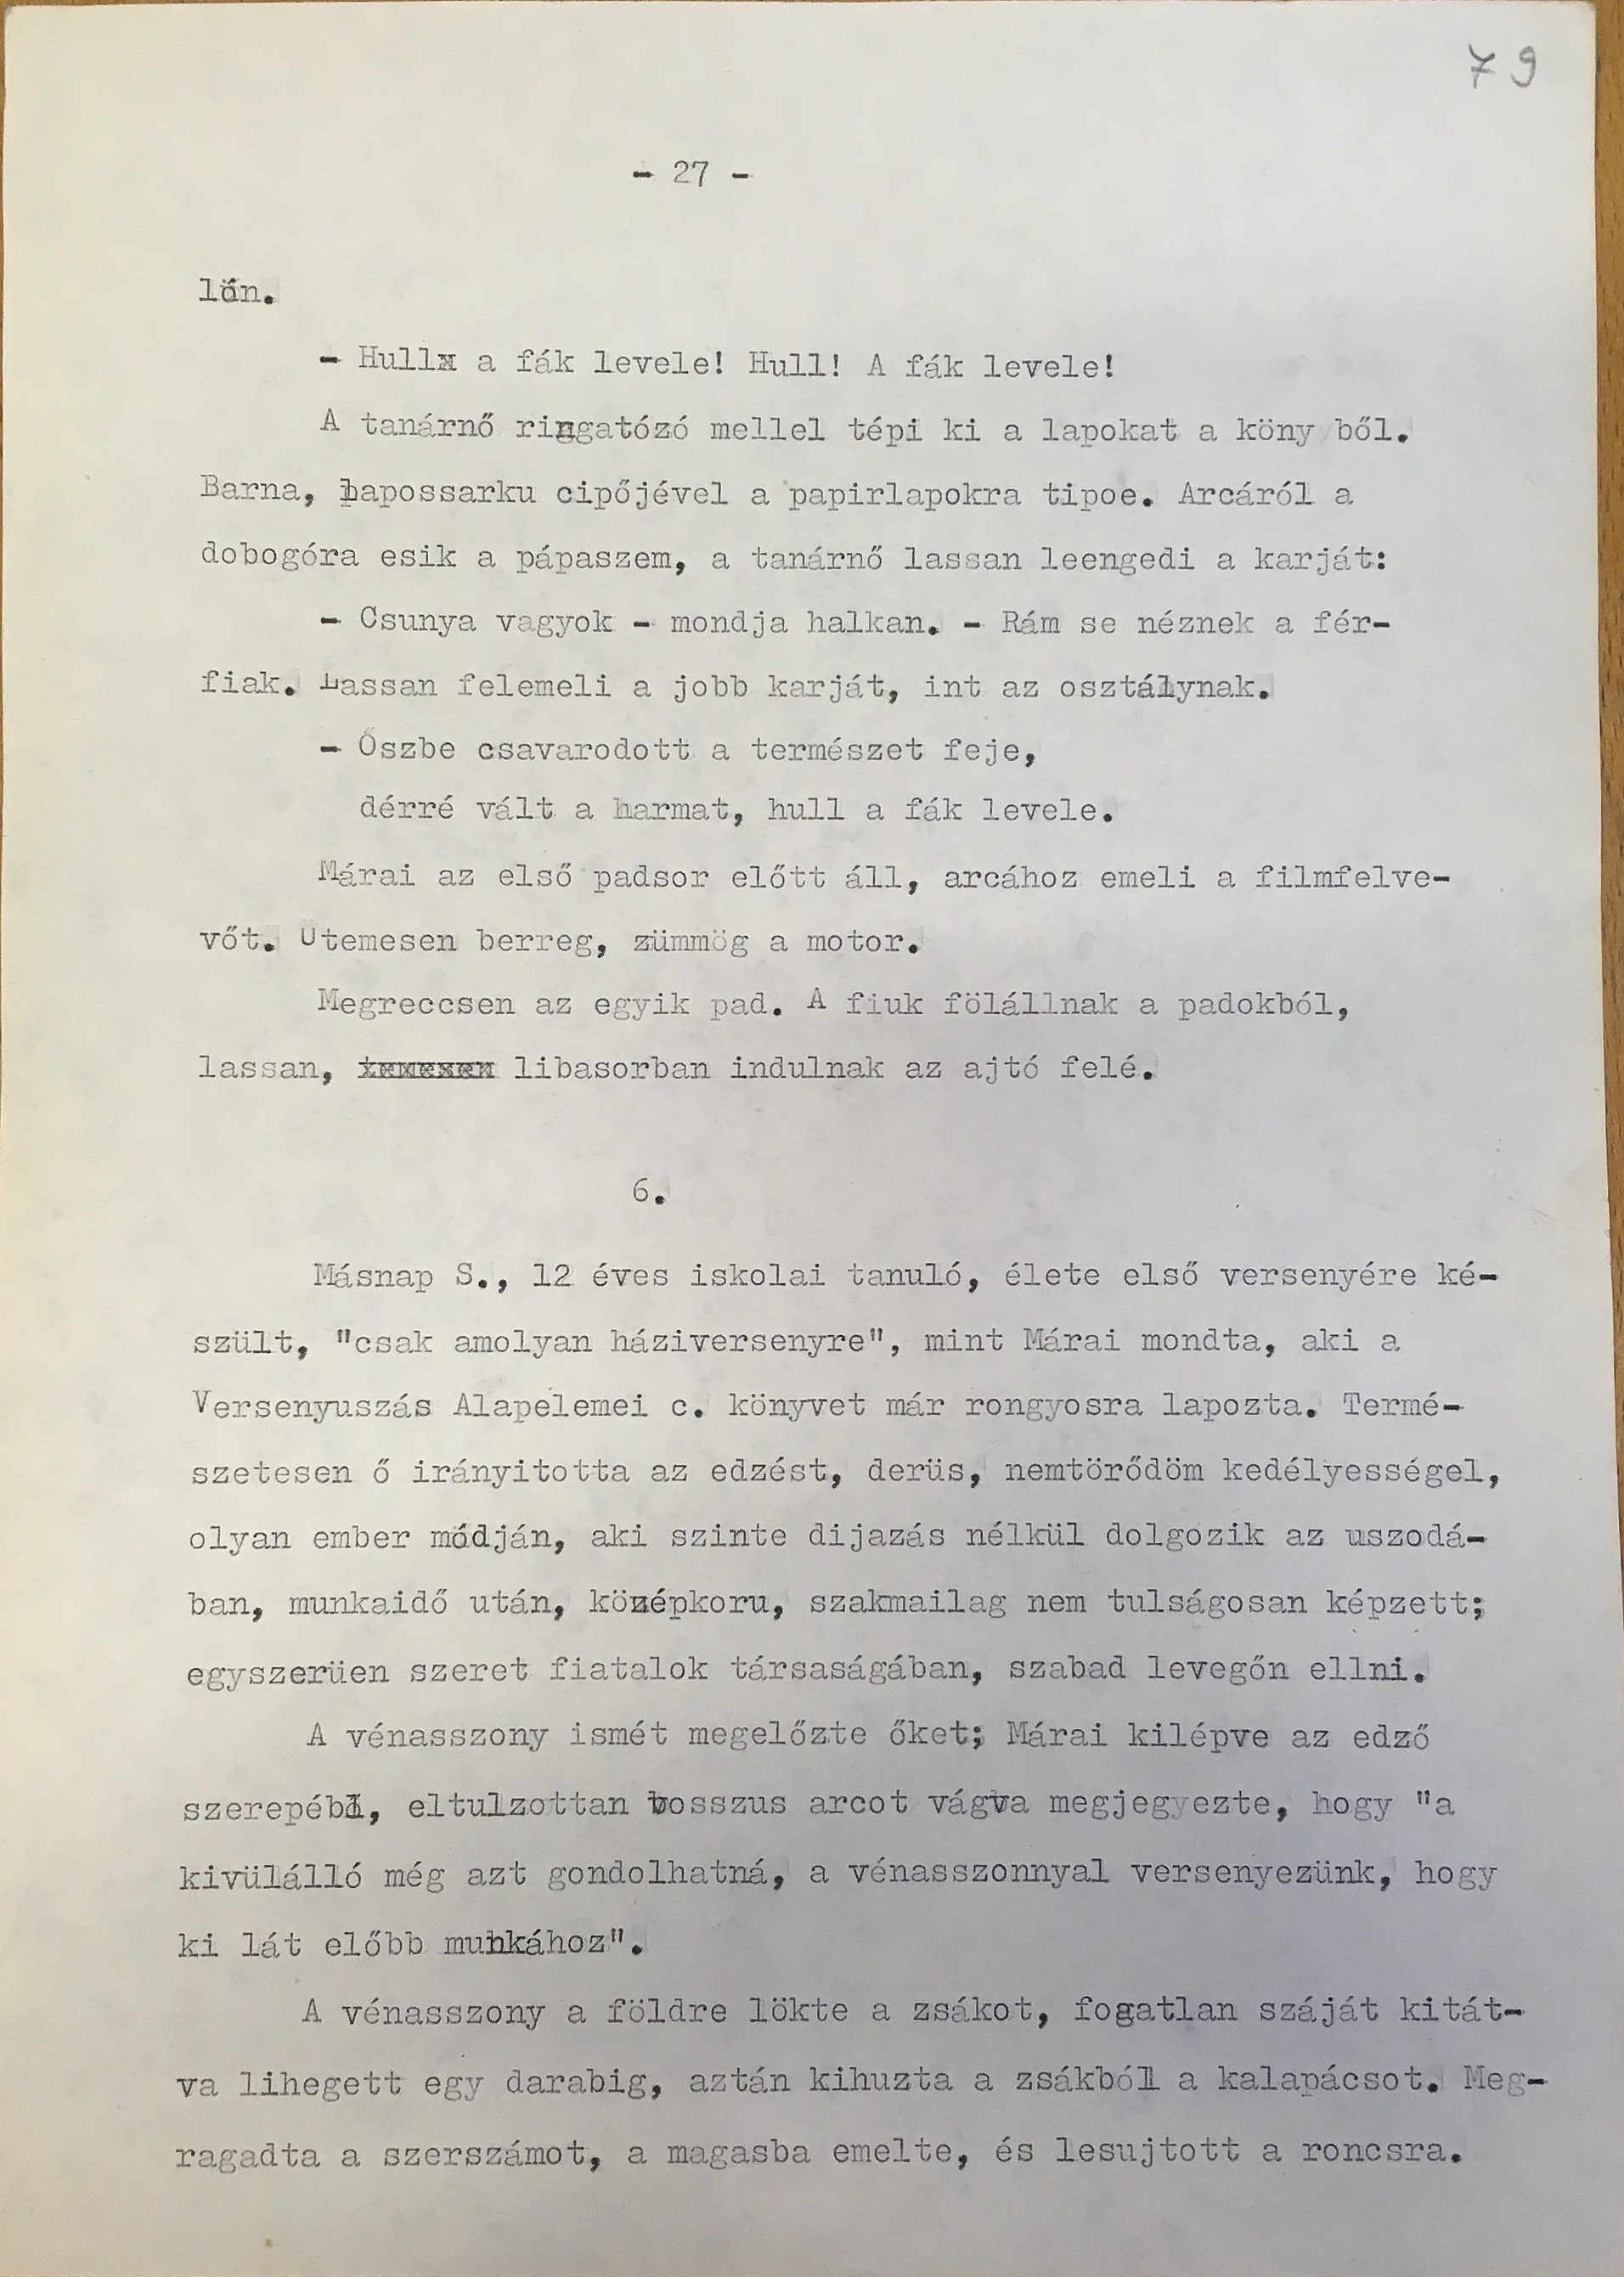 79
- 27 -
lőn.
- Hull a fák levele! Hull! A fák levele!
A tanárnő ringatózó mellel tépi ki a lapokat a köny ből.
Barna, lapossarku cipőjével a papirlapokra tipoe. Arcáról a
dobogóra esik a pápaszem, a tanárnő lassan leengedi a karját:
- Csunya vagyok - mondja halkan. - Rám se néznek a fér-
fiak. Lassan felemeli a jobb karját, int az osztálynak.
- Őszbe csavarodott a természet feje,
dérré vált a harmat, hull a fák levele.
Márai az első padsor előtt áll, arcához emeli a filmfelve-
vőt. Ütemesen berreg, zümmög a motor.
Megreccsen az egyik pad. A fiuk fölállnak a padokból,
lassan, libasorban indulnak az ajtó felé.
6.
Másnap S., 12 éves iskolai tanuló, élete első versenyére ké-
szült, "csak amolyan háziversenyre", mint Márai mondta, aki a
Versenyuszás Alapelemei c. könyvet már rongyosra lapozta. Termé-
szetesen ő irányitotta az edzést, derüs, nemtörődöm kedélyességel,
olyan ember módján, aki szinte dijazás nélkül dolgozik az uszodá-
ban, munkaidő után, középkoru, szakmailag nem tulságosan képzett;
egyszerüen szeret fiatalok társaságában, szabad levegőn ellni.
A vénasszony ismét megelőzte őket; Márai kilépve az edző
szerepéből, eltulzottan bosszus arcot vágva megjegyezte, hogy "a
kivülálló még azt gondolhatná, a vénasszonnyal versenyezünk, hogy
ki lát előbb munkához".
A vénasszony a földre lökte a zsákot, fogatlan száját kitát-
va lihegett egy darabig, aztán kihuzta a zsákból a kalapácsot. Meg-
ragadta a szerszámot, a magasba emelte, és lesujtott a roncsra.